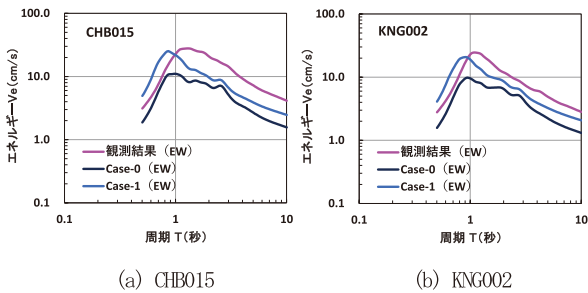 CHB015
エネルギーVe(cm/s)
100.0
10.0
1.0
0.1
観測結果（EW）
Case-0（EW）
Case-1（EW）
0.1
1
10
周期 T(秒)
(a) CHB015
KNG002
エネルギーVe(cm/s)
100.0
10.0
1.0
0.1
観測結果（EW）
Case-0（EW）
Case-1（EW）
0.1
1
10
周期 T(秒)
(b) KNG002